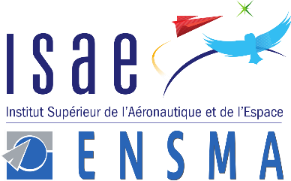 isae
Institut Supérieur de l'Aéronautique et de l'Espace
ENSMA